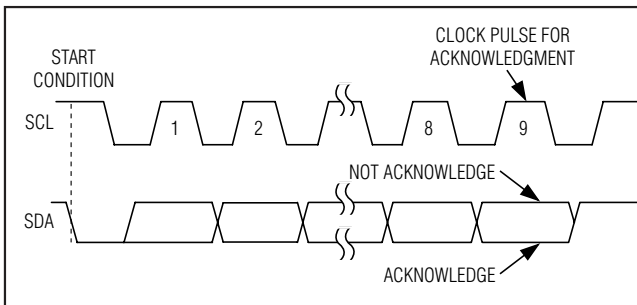 START
CONDITION
CLOCK PULSE FOR
ACKNOWLEDGMENT
SCL
1
2
8
9
NOT ACKNOWLEDGE
SDA
ACKNOWLEDGE